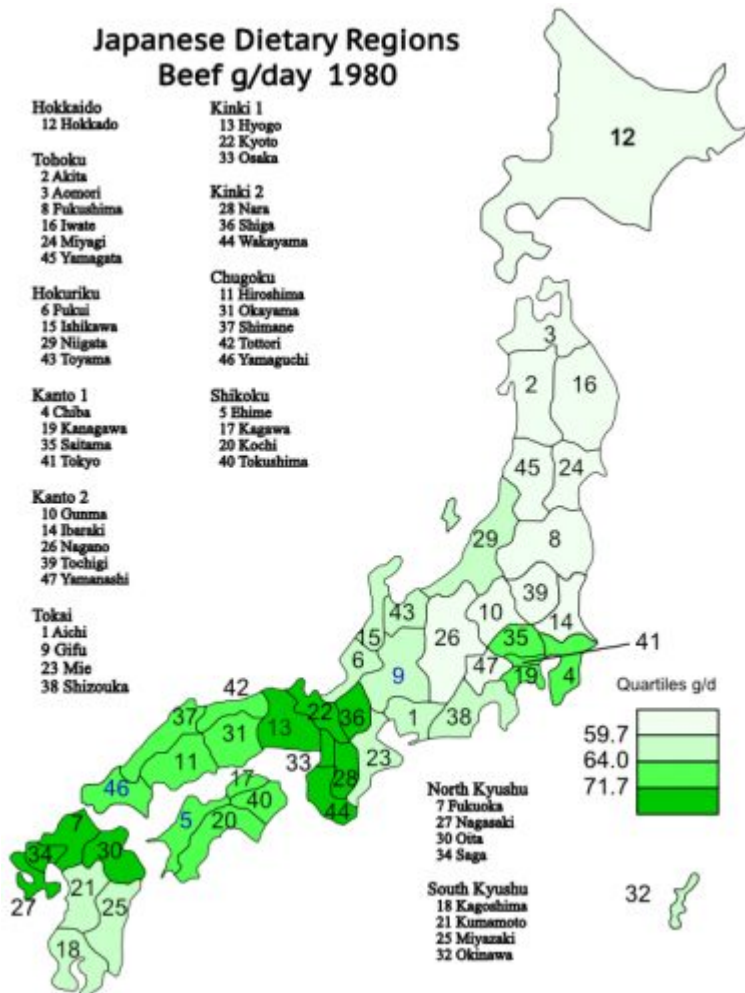 Japanese Dietary Regions
Beef g/day 1980
Hokkaido
12 Hokkado
Tohoku
2 Akita
3 Aomori
8 Fukushima
16 Iwate
24 Miyagi
45 Yamagata
Hokuriku
6 Fukui
15 Ishikawa
29 Niigata
43 Toyama
Kanto 1
4 Chiba
19 Kanagawa
35 Saitama
41 Tokyo
Kanto 2
10 Gunma
14 Ibaraki
26 Nagano
39 Tochigi
47 Yamanashi
Tokai
1 Aichi
9 Gifu
23 Mie
38 Shizouka
Kinki 1
13 Hyogo
22 Kyoto
33 Osaka
Kinki 2
28 Nara
36 Shiga
44 Wakayama
Chugoku
11 Hiroshima
31 Okayama
37 Shimane
42 Tottori
46 Yamaguchi
Shikoku
5 Ehime
17 Kagawa
20 Kochi
40 Tokushima
12
3
2
16
45
24
29
8
39
43
10
14
15
26
35
41
6
9
47
19
4
42
22
36
1
38
37
13
31
23
11
33
28
46
17
44
5
40
20
7
34
30
27
21
25
18
Quartiles g/d
59.7
64.0
71.7
North Kyushu
7 Fukuoka
27 Nagasaki
30 Oita
34 Saga
South Kyushu
18 Kagoshima
21 Kumamoto
25 Miyazaki
32 Okinawa
32